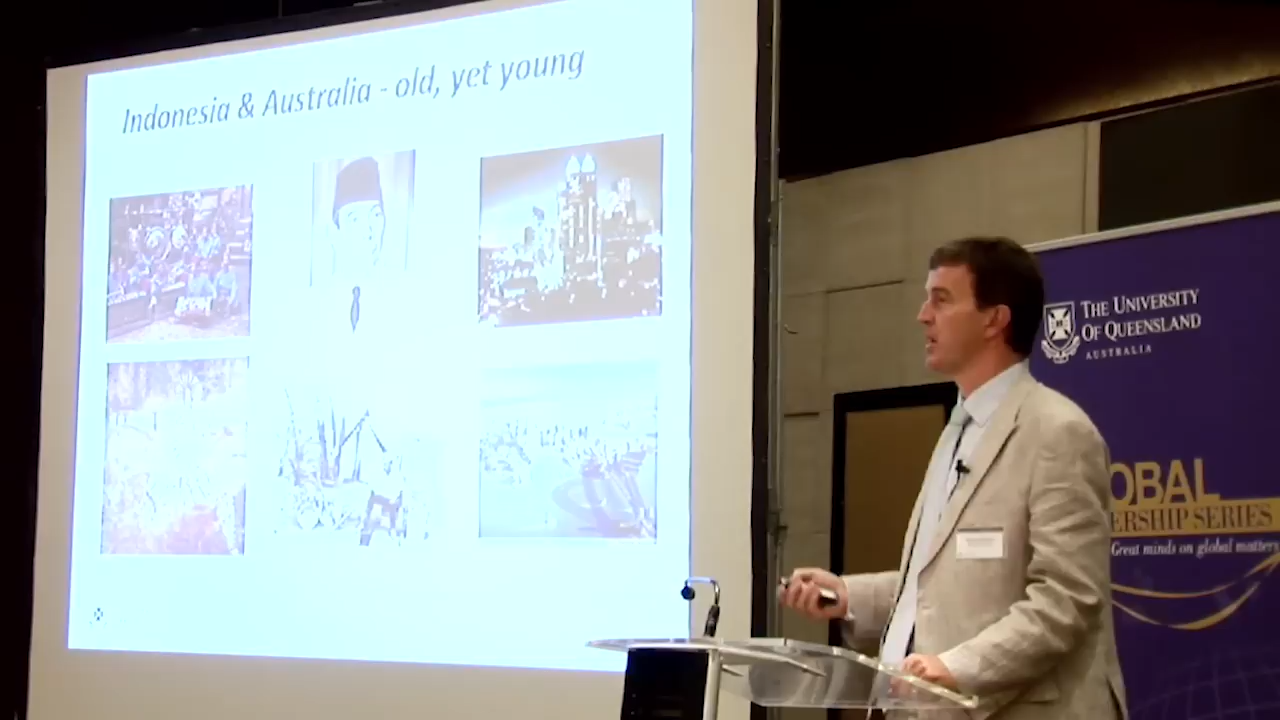 Indonesia & Australia - old, yet young
THE UNIVERSITY
OF QUEENSLAND
AUSTRALIA
OBAL
ERSHIP SERIES
Great minds on global matters